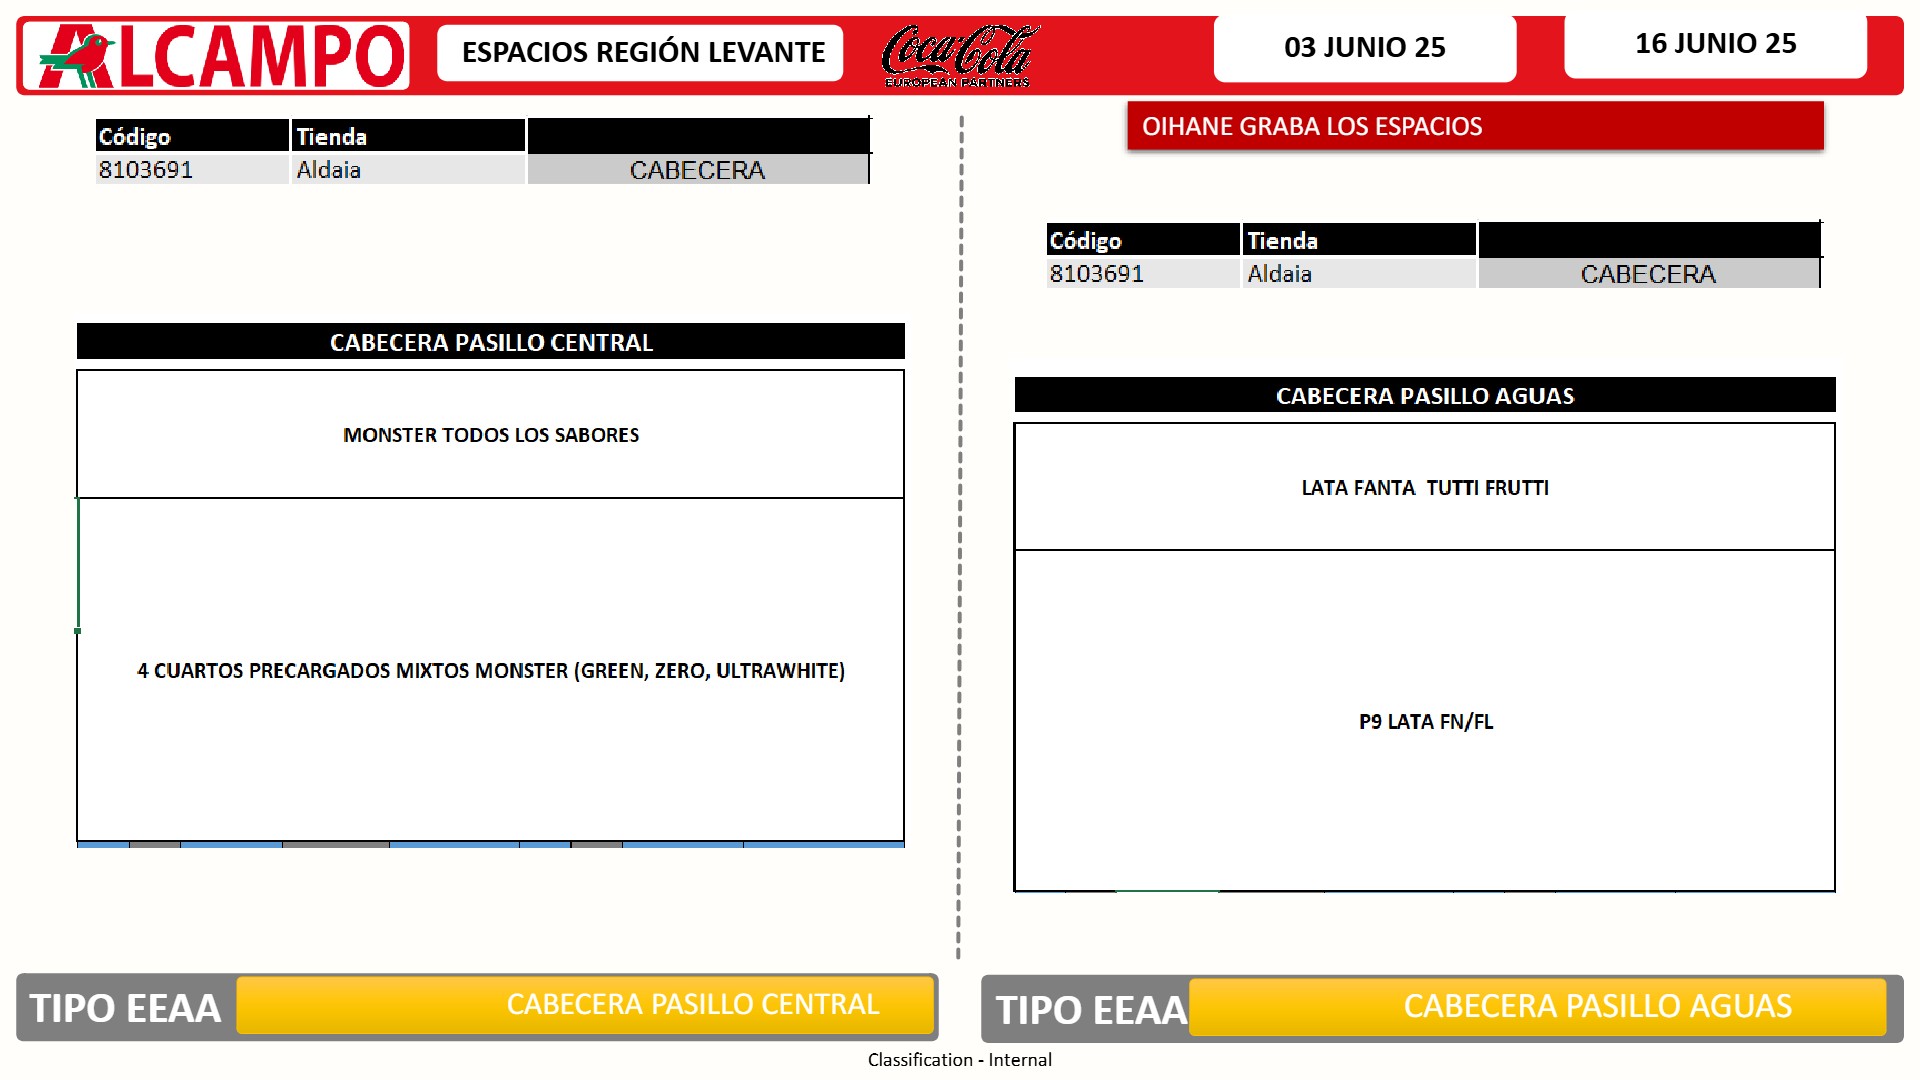 ALCAMPO
ESPACIOS REGIÓN LEVANTE
Coca-Cola
EUROPEAN PARTNERS
03 JUNIO 25
16 JUNIO 25
Código Tienda
8103691 Aldaia CABECERA
CABECERA PASILLO CENTRAL
MONSTER TODOS LOS SABORES
4 CUARTOS PRECARGADOS MIXTOS MONSTER (GREEN, ZERO, ULTRAWHITE)
TIPO EEAA CABECERA PASILLO CENTRAL
OIHANE GRABA LOS ESPACIOS
Código Tienda
8103691 Aldaia CABECERA
CABECERA PASILLO AGUAS
LATA FANTA TUTTI FRUTTI
P9 LATA FN/FL
TIPO EEAA CABECERA PASILLO AGUAS
Classification - Internal